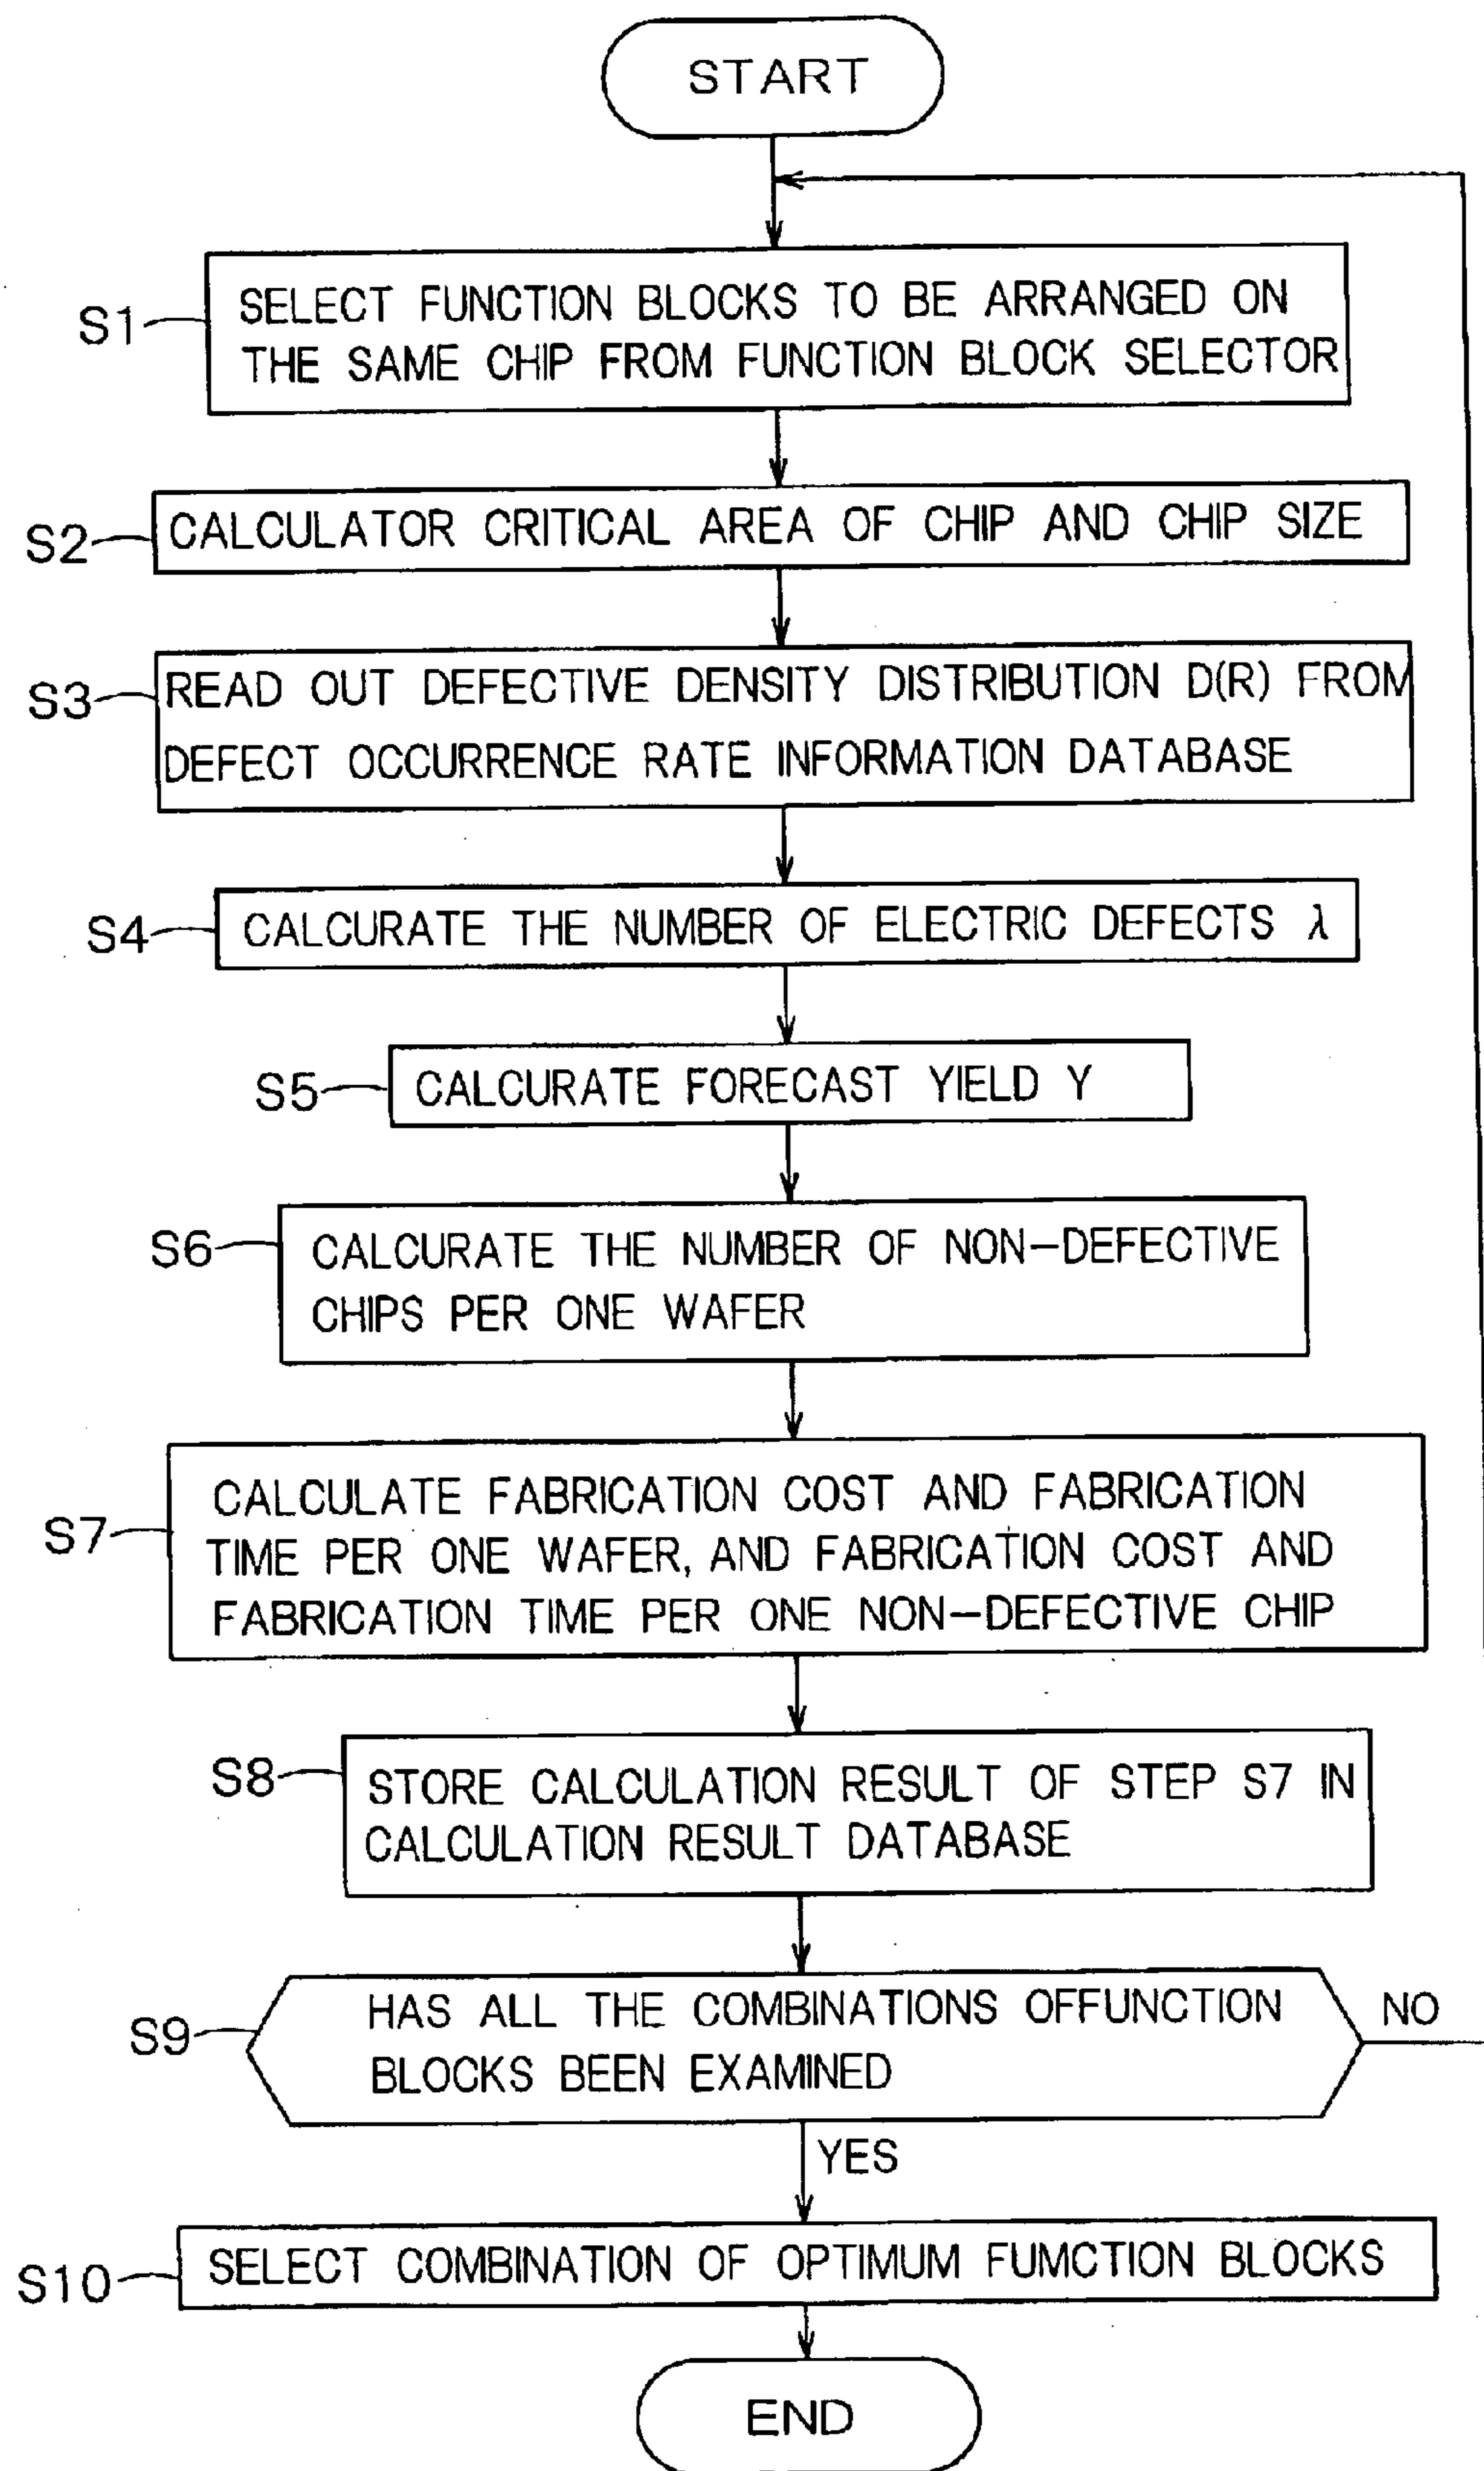 START
S1
SELECT FUNCTION BLOCKS TO BE ARRANGED ON
THE SAME CHIP FROM FUNCTION BLOCK SELECTOR
S2
CALCULATOR CRITICAL AREA OF CHIP AND CHIP SIZE
S3
READ OUT DEFECTIVE DENSITY DISTRIBUTION D(R) FROM
DEFECT OCCURRENCE RATE INFORMATION DATABASE
S4
CALCURATE THE NUMBER OF ELECTRIC DEFECTS λ
S5
CALCURATE FORECAST YIELD Y
S6
CALCURATE THE NUMBER OF NON-DEFECTIVE
CHIPS PER ONE WAFER
S7
CALCULATE FABRICATION COST AND FABRICATION
TIME PER ONE WAFER, AND FABRICATION COST AND
FABRICATION TIME PER ONE NON-DEFECTIVE CHIP
S8
STORE CALCULATION RESULT OF STEP S7 IN
CALCULATION RESULT DATABASE
S9
HAS ALL THE COMBINATIONS OFFUNCTION
BLOCKS BEEN EXAMINED
NO
YES
S10
SELECT COMBINATION OF OPTIMUM FUMCTION BLOCKS
END